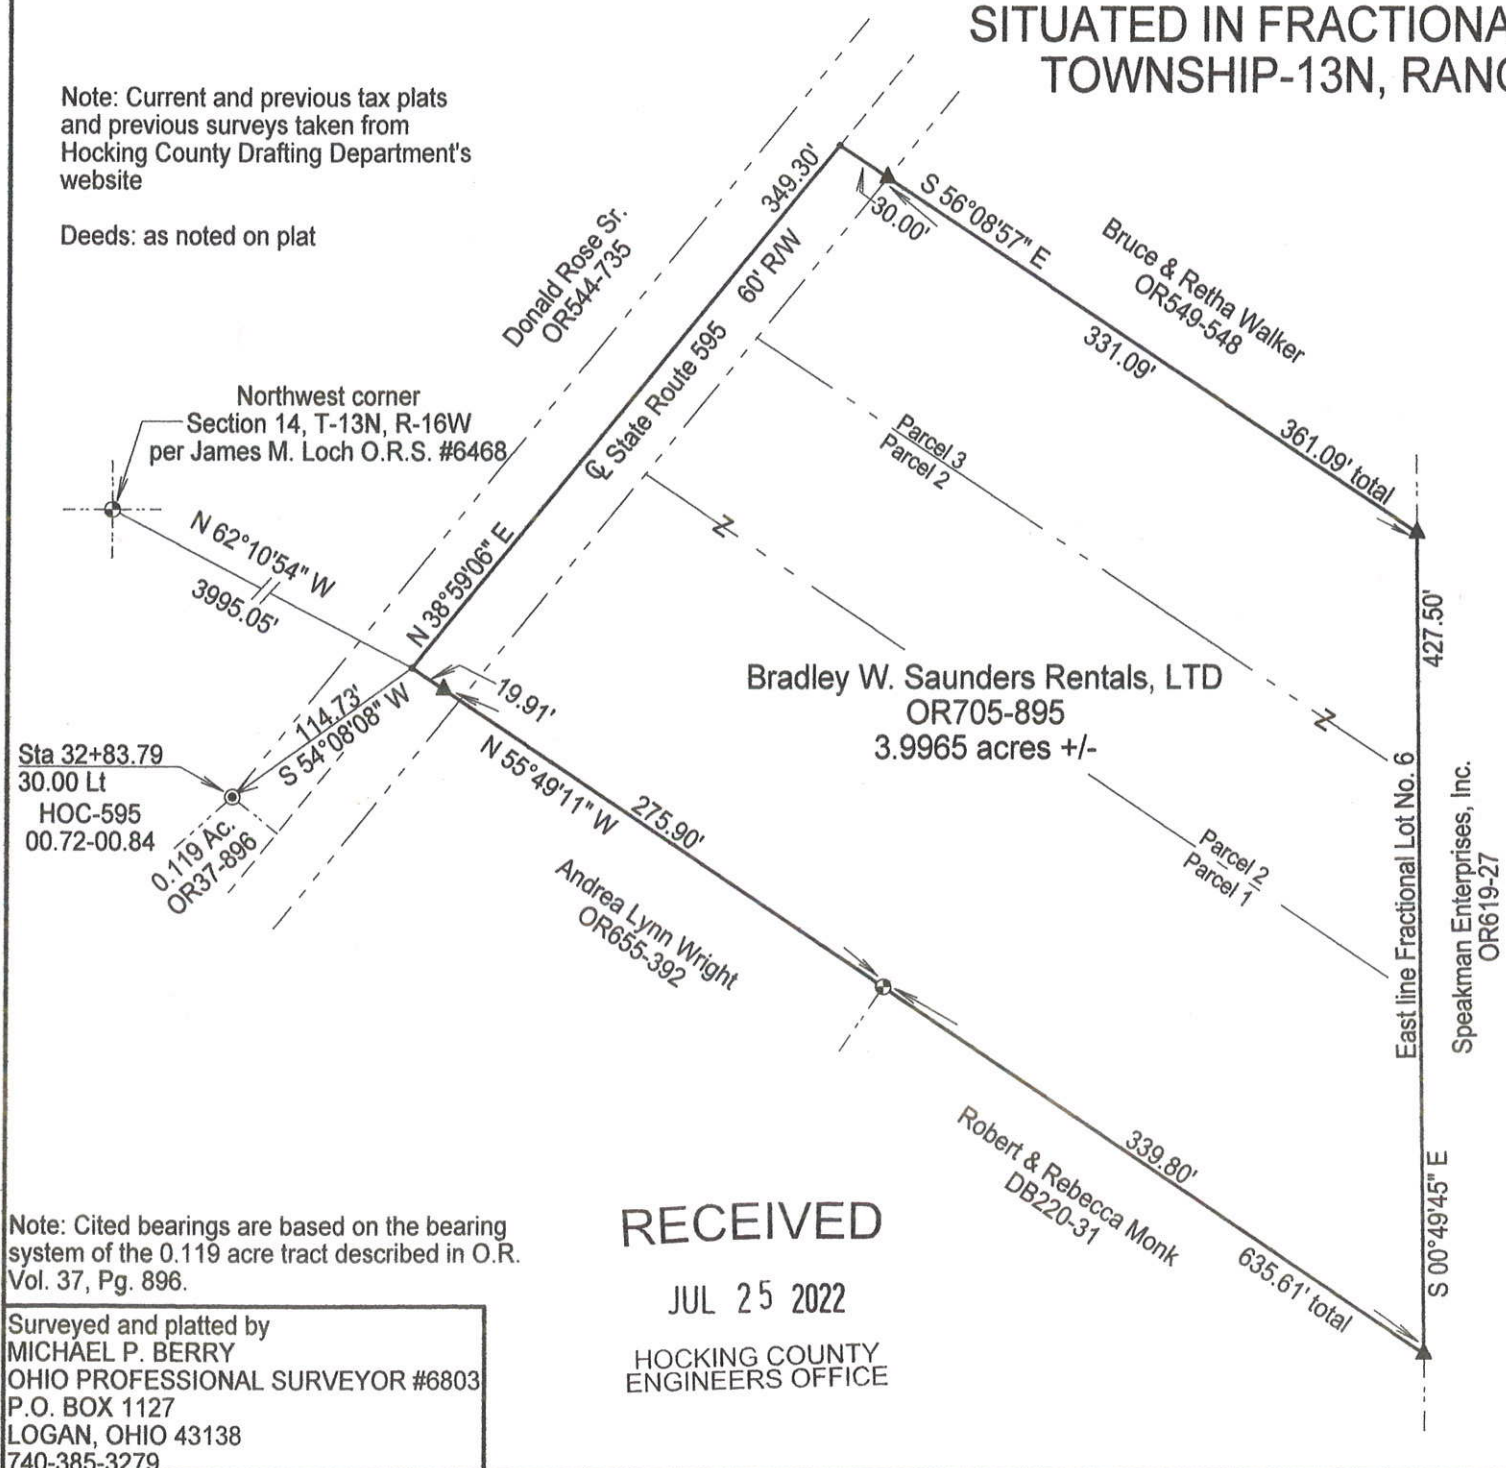 SITUATED IN FRACTIONA
TOWNSHIP-13N, RANG
Note: Current and previous tax plats
and previous surveys taken from
Hocking County Drafting Department's
website
Deeds: as noted on plat
349.30'
30.00'
S 56°08'57" E
Bruce & Retha Walker
OR549-548
331.09'
361.09' total
Donald Rose Sr.
OR544-735
60' R/W
℄ State Route 595
N 38°59'06" E
Northwest corner
Section 14, T-13N, R-16W
per James M. Loch O.R.S. #6468
N 62°10'54" W
3995.05'
Parcel 3
Parcel 2
Z
Z
427.50'
Bradley W. Saunders Rentals, LTD
OR705-895
3.9965 acres +/-
19.91'
114.73'
S 54°08'08" W
Sta 32+83.79
30.00 Lt
HOC-595
00.72-00.84
0.119 Ac.
OR37-896
N 55°49'11" W
275.90'
Andrea Lynn Wright
OR655-392
Parcel 2
Parcel 1
East line Fractional Lot No. 6
Speakman Enterprises, Inc.
OR619-27
S 00°49'45" E
339.80'
Robert & Rebecca Monk
DB220-31
635.61' total
Note: Cited bearings are based on the bearing
system of the 0.119 acre tract described in O.R.
Vol. 37, Pg. 896.
RECEIVED
JUL 25 2022
HOCKING COUNTY
ENGINEERS OFFICE
Surveyed and platted by
MICHAEL P. BERRY
OHIO PROFESSIONAL SURVEYOR #6803
P.O. BOX 1127
LOGAN, OHIO 43138
740-385-3279